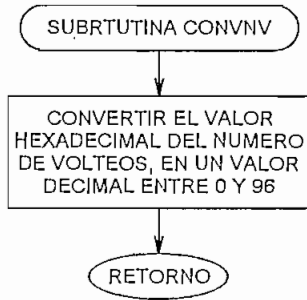 SUBRTUTINA CONVNV
CONVERTIR EL VALOR
HEXADECIMAL DEL NUMERO
DE VOLTEOS, EN UN VALOR
DECIMAL ENTRE 0 Y 96
RETORNO